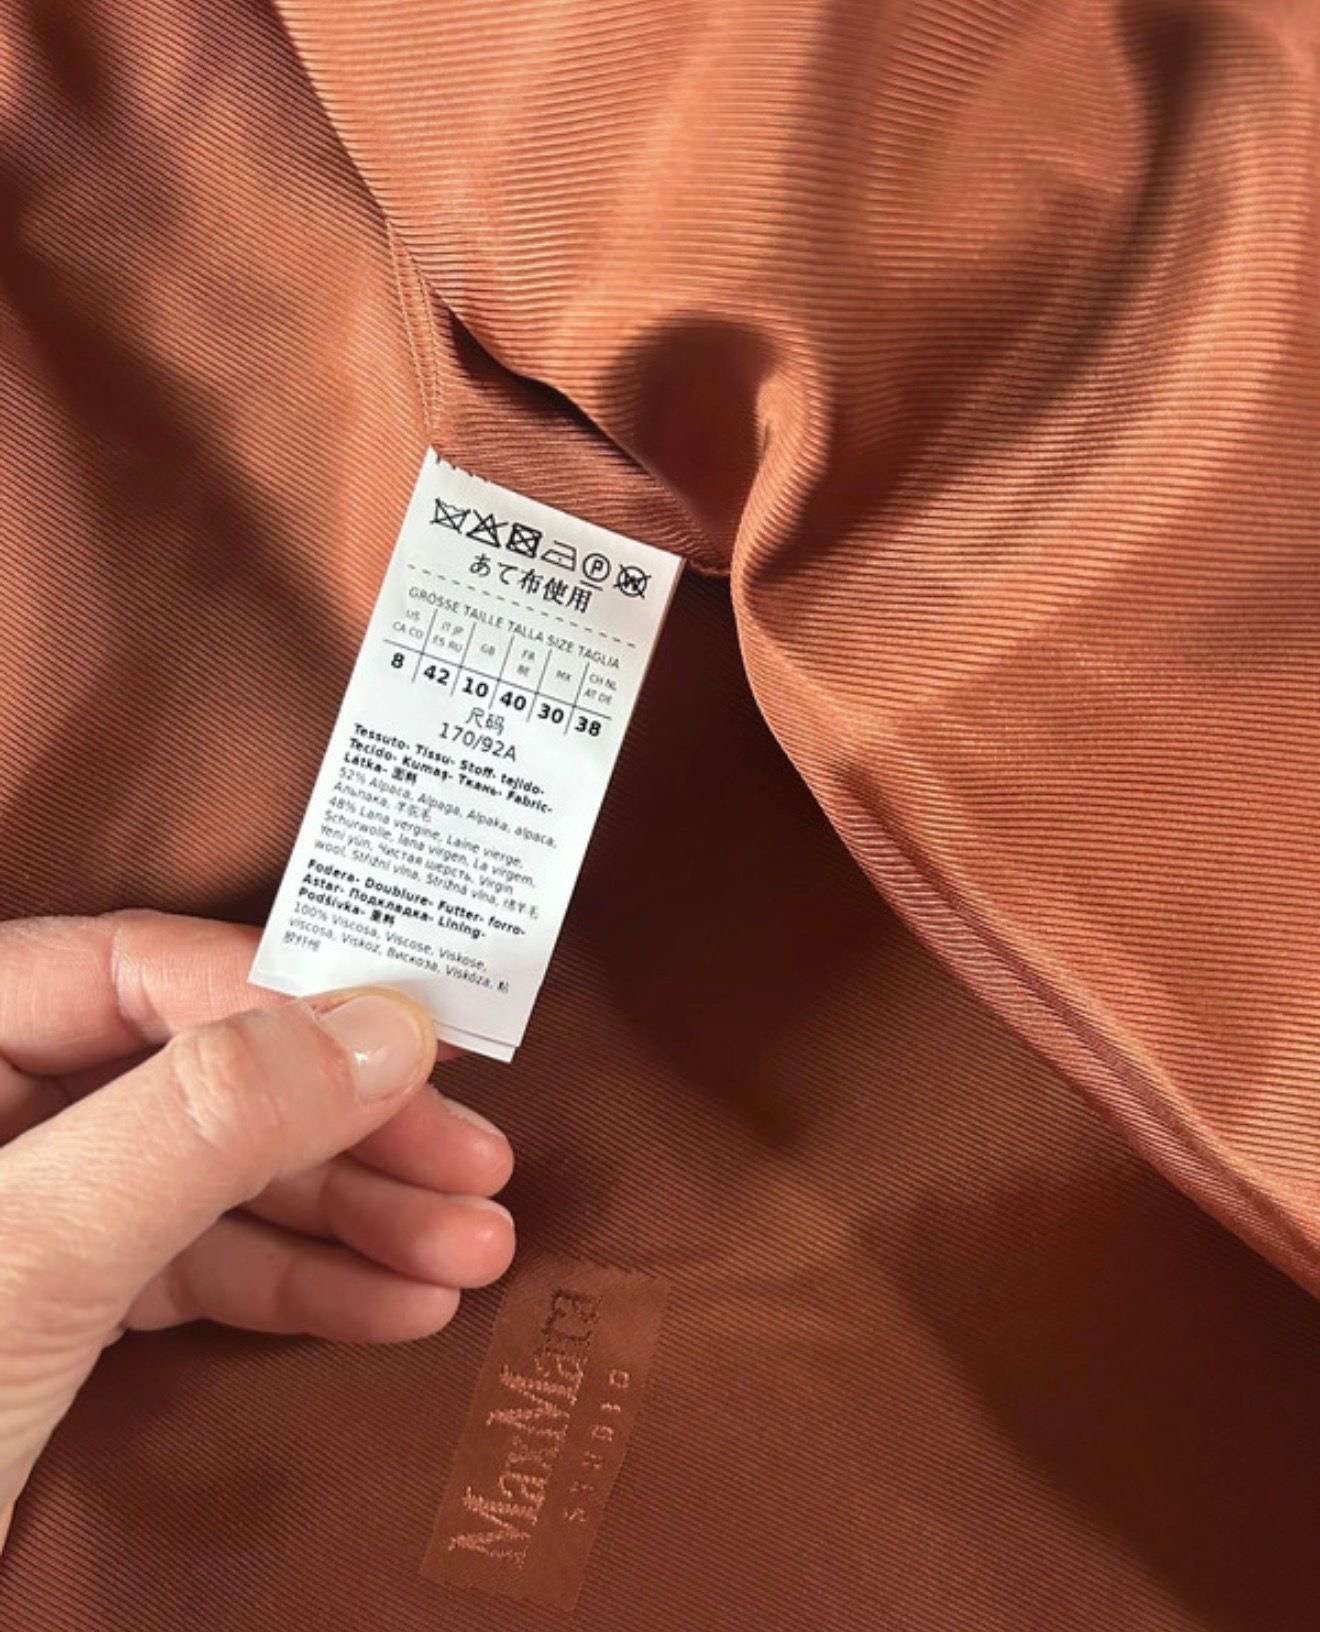 P W
あて布使用
GRÖSSE TAILLE TALLA SIZE TAGLIA
US CA CO | IT JP ES RU | GB | FR BE | MX | CH NL AT DE
8 | 42 | 10 | 40 | 30 | 38
尺码
170/92A
Tessuto- Tissu- Stoff- tejido-
Tecido- Kumaş- Ткань- Fabric-
Látka- 面料
52% Alpaca, Alpaga, Alpaka, alpaca,
Альпака, 羊驼毛
48% Lana vergine, Laine vierge,
Schurwolle, lana virgen, La virgem,
Yeni yün, Чистая шерсть, Virgin
wool, Střižní vlna, Strižná vlna, 绵羊毛
Fodera- Doublure- Futter- forro-
Astar- Подкладка- Lining-
Podšívka- 里料
100% Viscosa, Viscose, Viskose,
viscosa, Viskoz, Вискоза, Viskóza, 粘
胶纤维
MaxMara
STUDIO